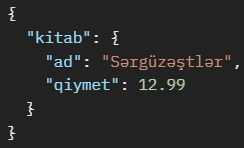 {
  "kitab": {
    "ad": "Sərgüzəştlər",
    "qiymet": 12.99
  }
}